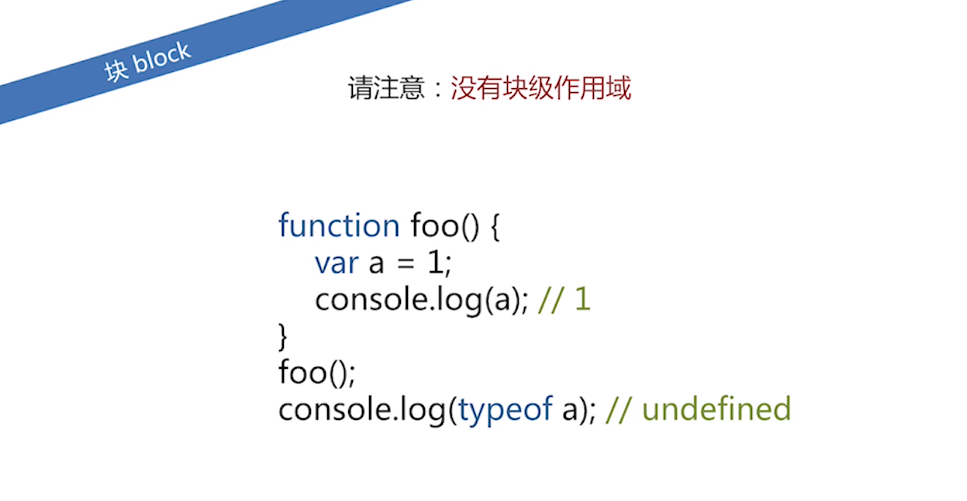 块 block
请注意：没有块级作用域
function foo() {
    var a = 1;
    console.log(a); // 1
}
foo();
console.log(typeof a); // undefined